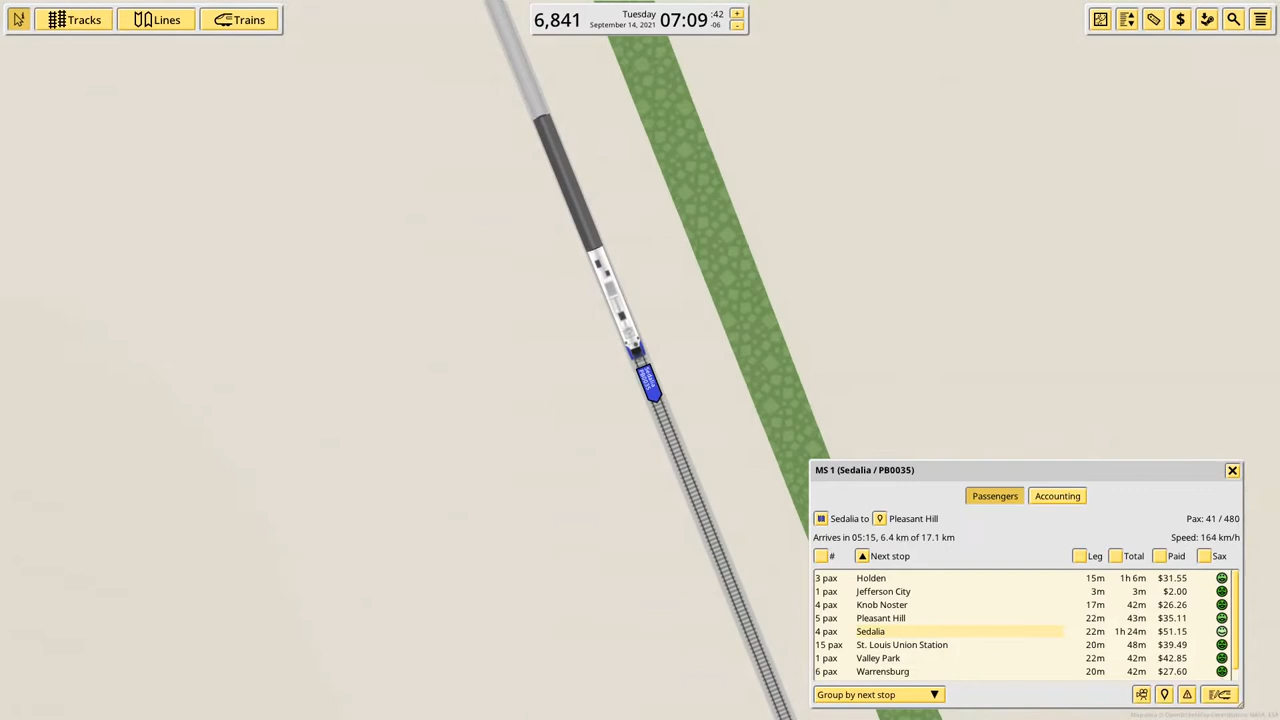 Tracks
Lines
Trains
6,841
Tuesday
September 14, 2021
07:09 :42
-06
+
-
$
Sedalia
PB0035
MS 1 (Sedalia / PB0035)
Passengers
Accounting
Sedalia to Pleasant Hill
Pax: 41 / 480
Arrives in 05:15, 6.4 km of 17.1 km
Speed: 164 km/h
# Next stop Leg Total Paid Sax
3 pax Holden 15m 1h 6m $31.55
1 pax Jefferson City 3m 3m $2.00
4 pax Knob Noster 17m 42m $26.26
5 pax Pleasant Hill 22m 43m $35.11
4 pax Sedalia 22m 1h 24m $51.15
15 pax St. Louis Union Station 20m 48m $39.49
1 pax Valley Park 22m 42m $42.85
6 pax Warrensburg 20m 42m $27.60
Group by next stop